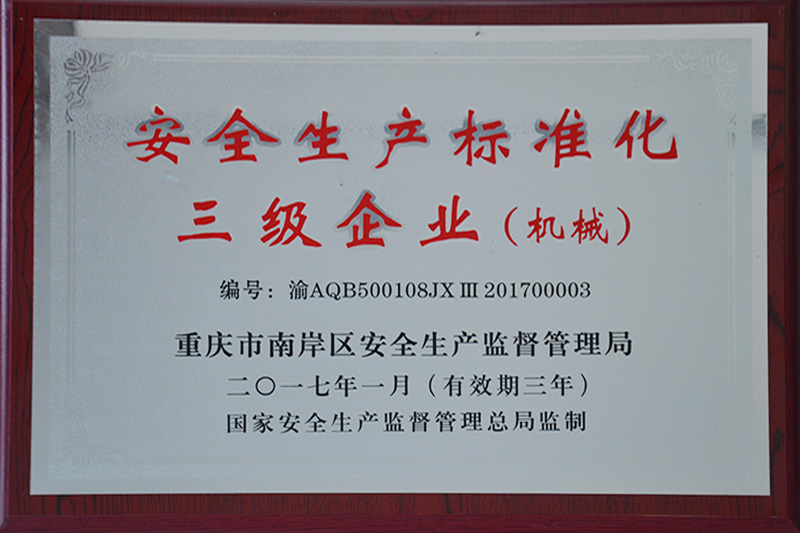 安全生产标准化
三级企业(机械)
编号：渝AQB500108JXⅢ201700003
重庆市南岸区安全生产监督管理局
二〇一七年一月(有效期三年)
国家安全生产监督管理总局监制